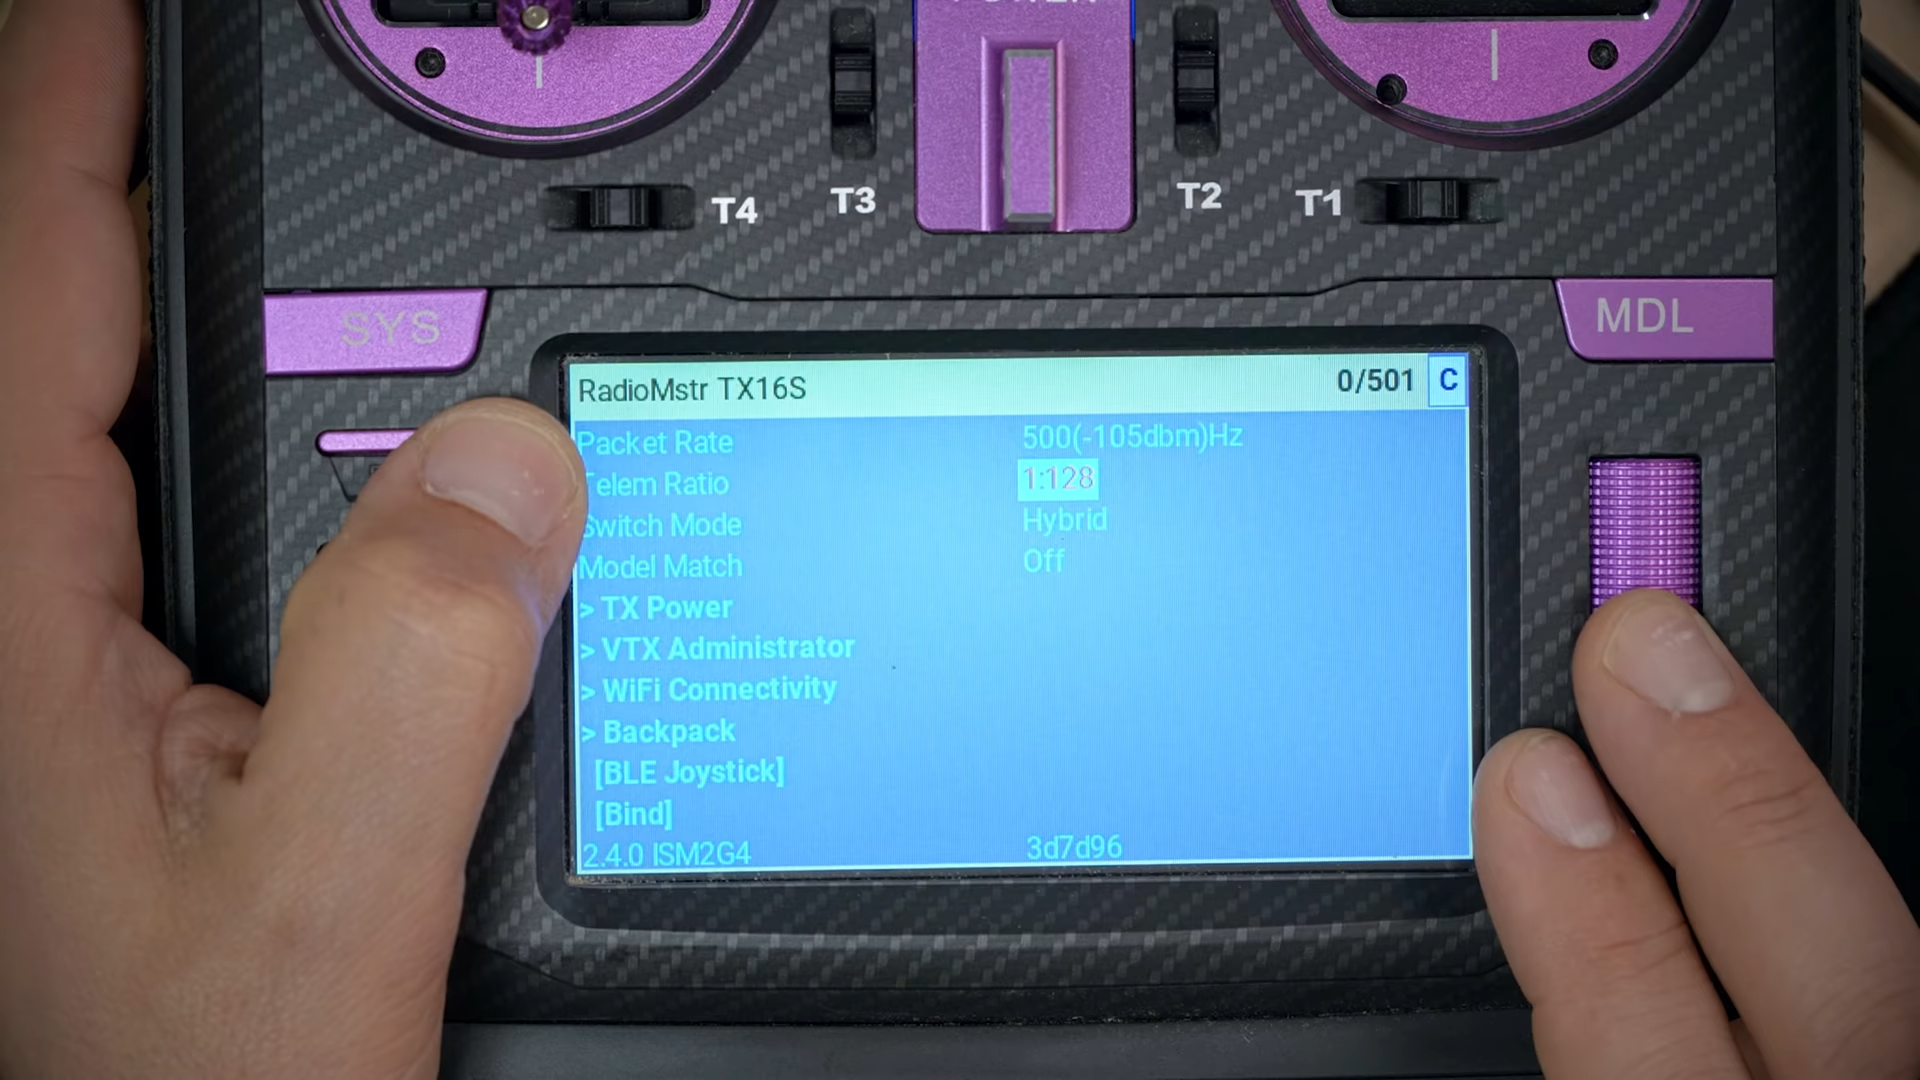 POWER
T4
T3
T2
T1
SYS
MDL
RadioMstr TX16S 0/501 C
Packet Rate 500(-105dbm)Hz
Telem Ratio 1:128
Switch Mode Hybrid
Model Match Off
> TX Power
> VTX Administrator
> WiFi Connectivity
> Backpack
[BLE Joystick]
[Bind]
2.4.0 ISM2G4 3d7d96